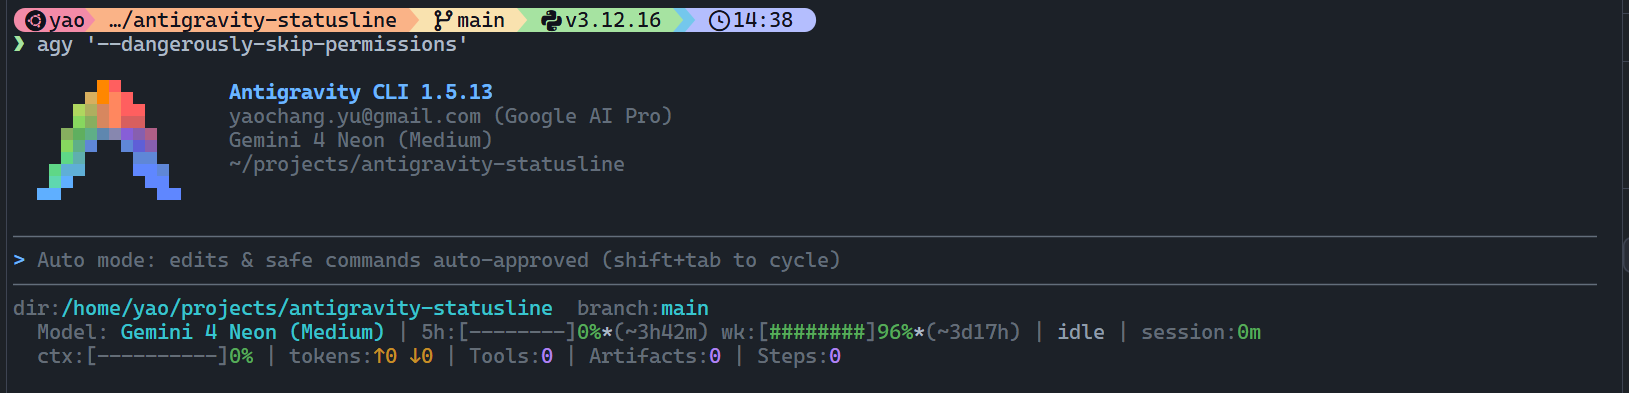 yao …/antigravity-statusline main v3.12.16 14:38
❯ agy '--dangerously-skip-permissions'
Antigravity CLI 1.5.13
yaochang.yu@gmail.com (Google AI Pro)
Gemini 4 Neon (Medium)
~/projects/antigravity-statusline
> Auto mode: edits & safe commands auto-approved (shift+tab to cycle)
dir:/home/yao/projects/antigravity-statusline  branch:main
Model: Gemini 4 Neon (Medium) | 5h:[--------]0%*(~3h42m) wk:[########]96%*(~3d17h) | idle | session:0m
ctx:[----------]0% | tokens:↑0 ↓0 | Tools:0 | Artifacts:0 | Steps:0